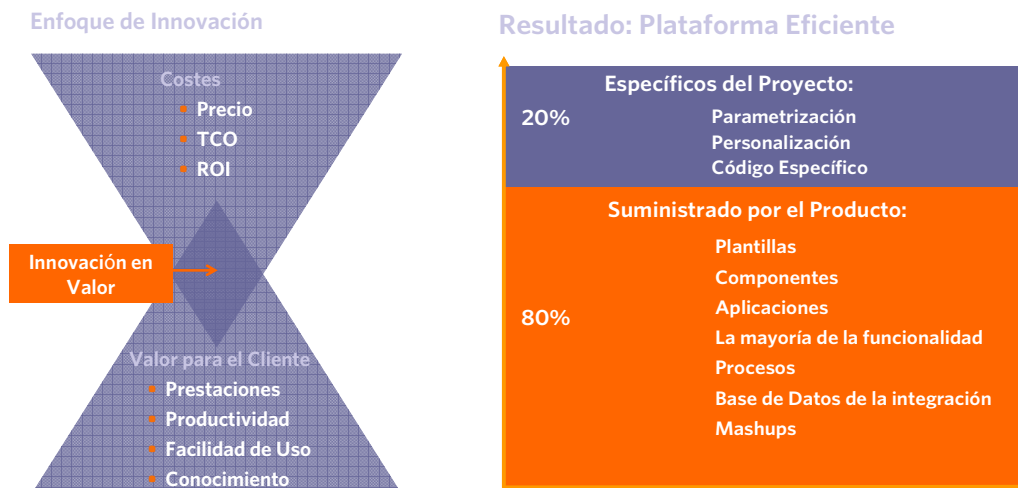 Enfoque de Innovación
Costes
• Precio
• TCO
• ROI
Innovación en
Valor
Valor para el Cliente
• Prestaciones
• Productividad
• Facilidad de Uso
• Conocimiento
Resultado: Plataforma Eficiente
Específicos del Proyecto:
20%
Parametrización
Personalización
Código Específico
Suministrado por el Producto:
80%
Plantillas
Componentes
Aplicaciones
La mayoría de la funcionalidad
Procesos
Base de Datos de la integración
Mashups